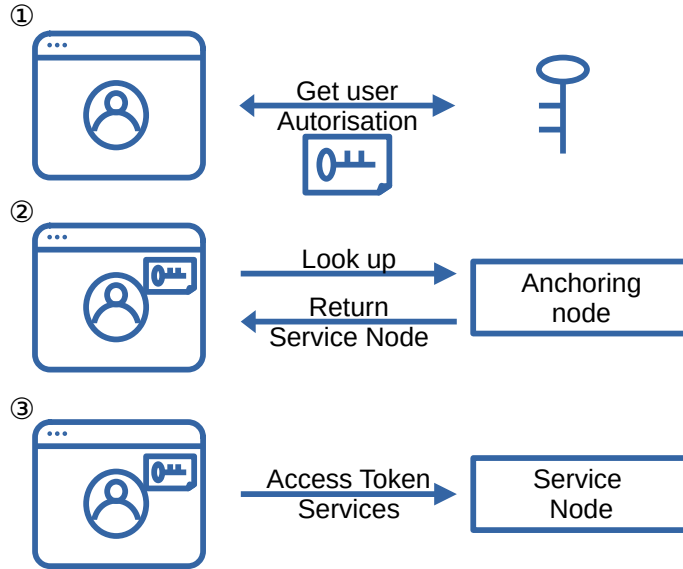 ①
Get user
Autorisation
②
Look up
Return
Service Node
Anchoring
node
③
Access Token
Services
Service
Node